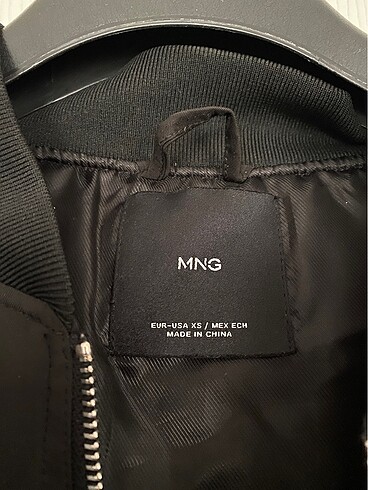 MNG
EUR-USA XS / MEX ECH
MADE IN CHINA